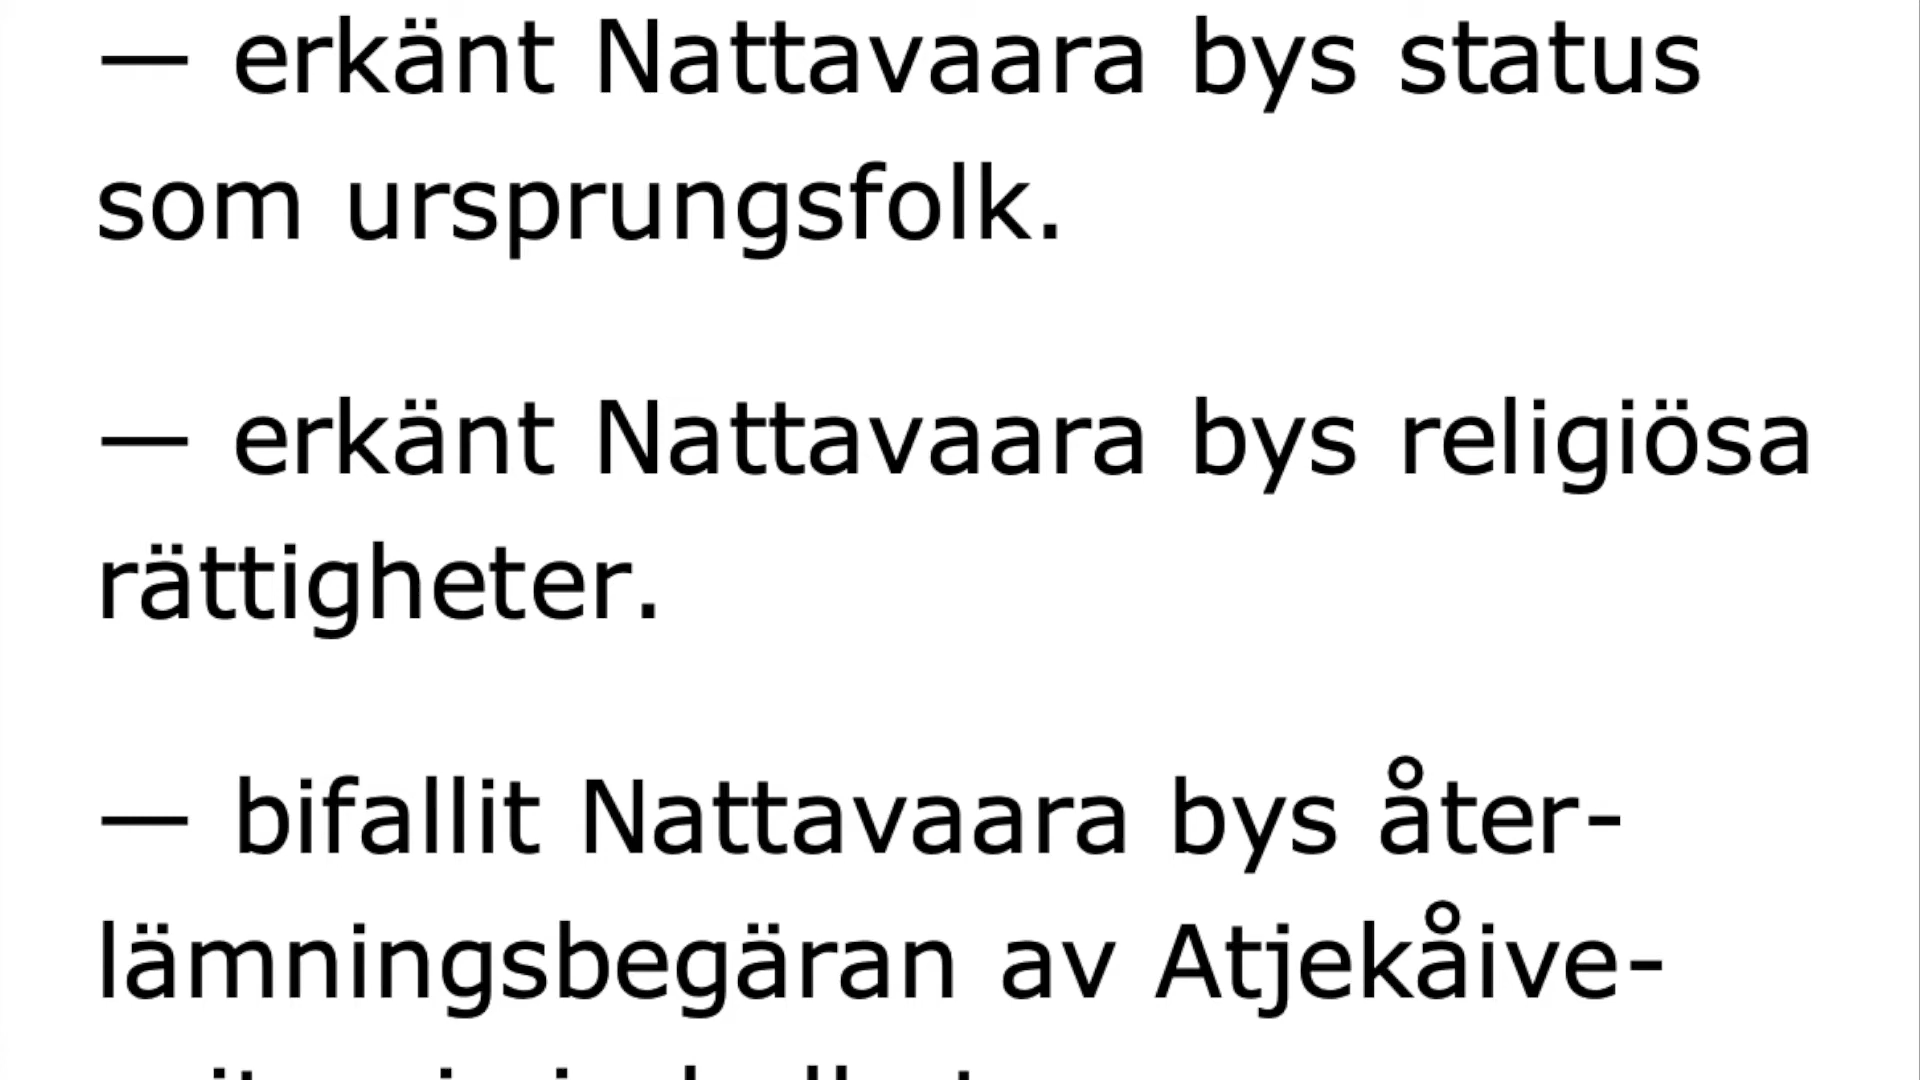 — erkänt Nattavaara bys status
som ursprungsfolk.
— erkänt Nattavaara bys religiösa
rättigheter.
— bifallit Nattavaara bys åter-
lämningsbegäran av Atjekåive-